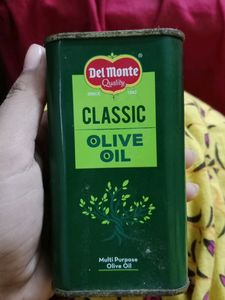 Del Monte
Quality
CLASSIC
OLIVE
OIL
Multi Purpose
Olive Oil